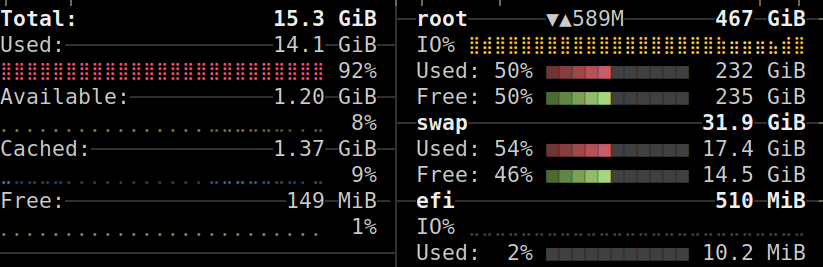 Total: 15.3 GiB
Used: 14.1 GiB
92%
Available: 1.20 GiB
8%
Cached: 1.37 GiB
9%
Free: 149 MiB
1%
root ▼▲589M 467 GiB
IO%
Used: 50% 232 GiB
Free: 50% 235 GiB
swap 31.9 GiB
Used: 54% 17.4 GiB
Free: 46% 14.5 GiB
efi 510 MiB
IO%
Used: 2% 10.2 MiB